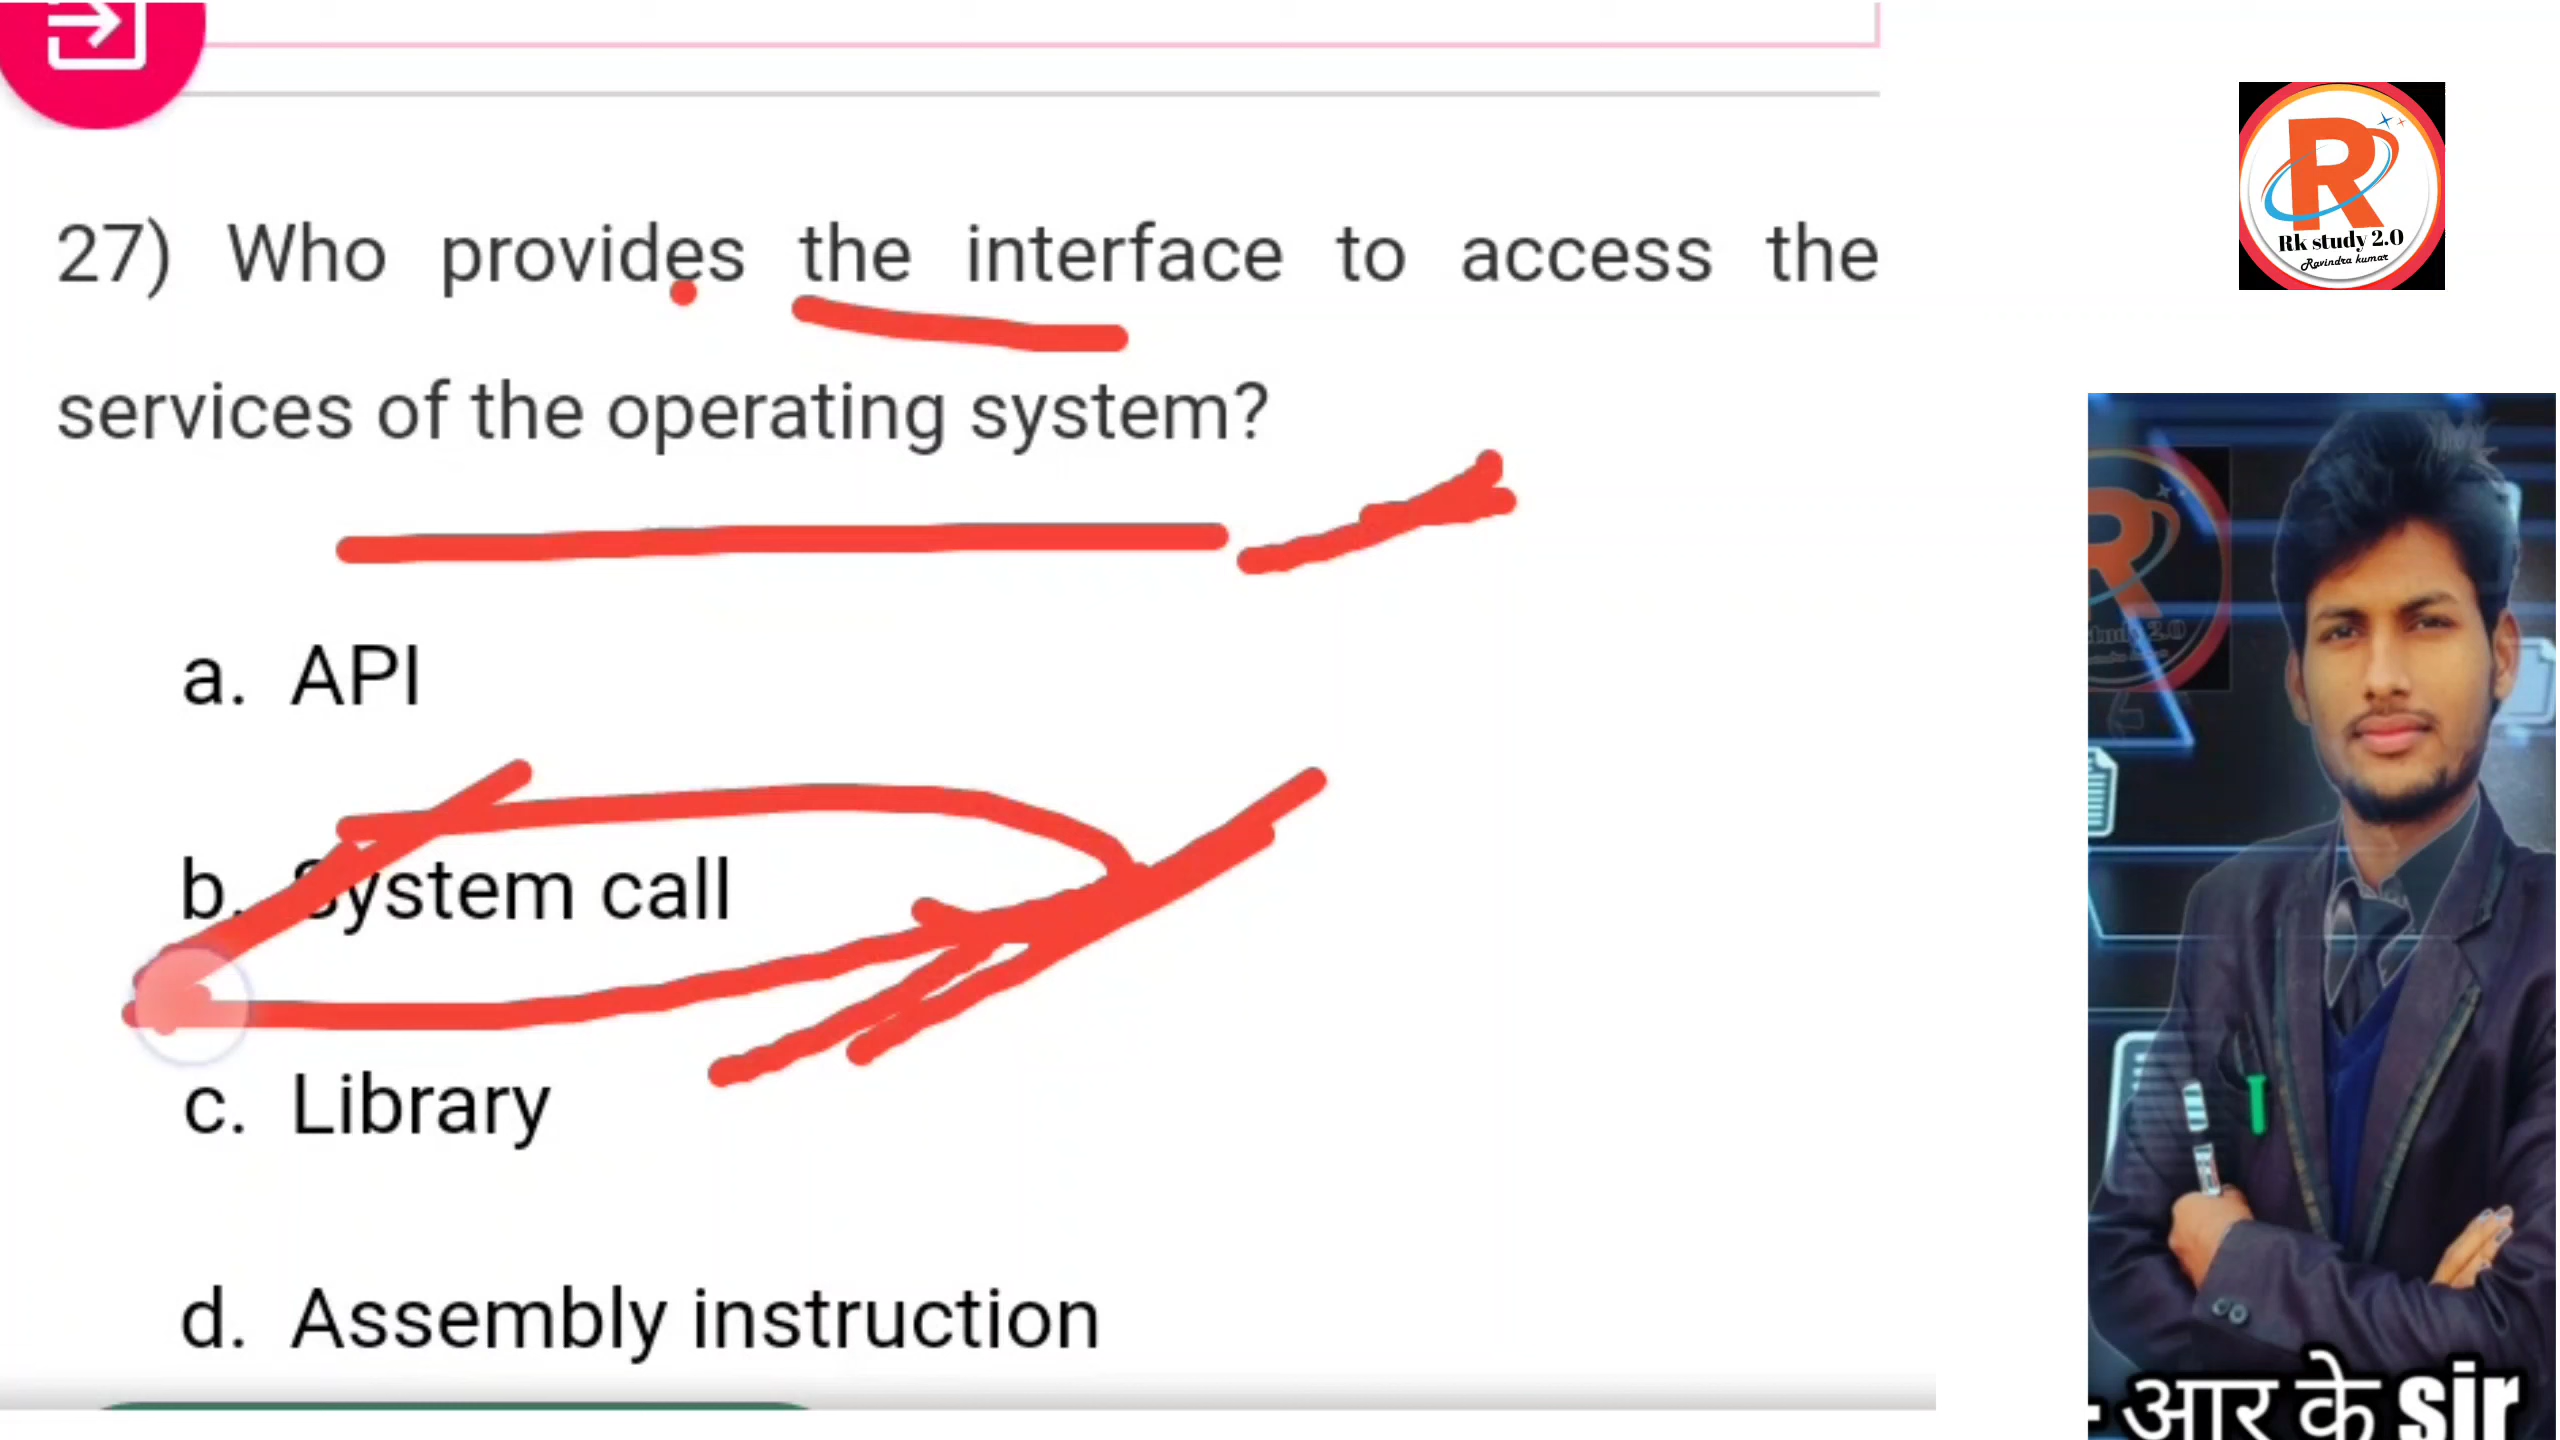 27) Who provides the interface to access the
services of the operating system?
a. API
b. System call
c. Library
d. Assembly instruction
R
Rk study 2.0
Ravindra kumar
- आर के sir